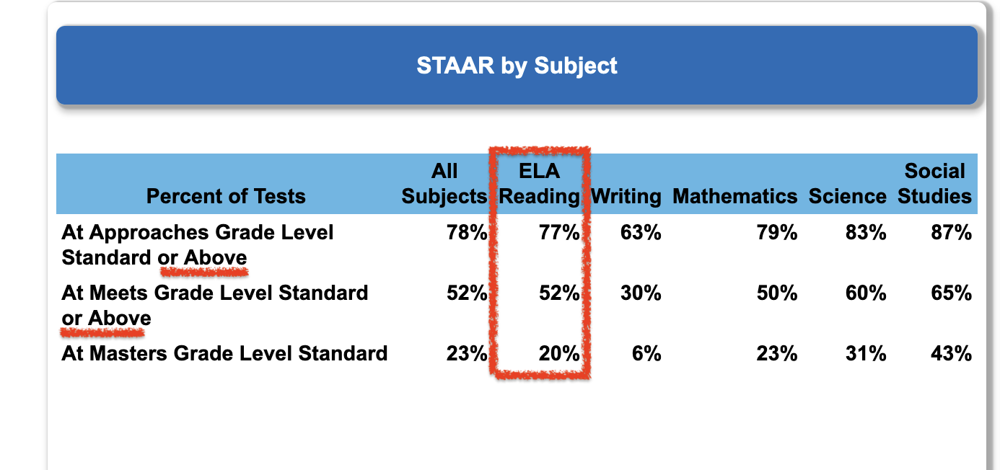 STAAR by Subject
Percent of Tests All Subjects ELA Reading Writing Mathematics Science Social Studies
At Approaches Grade Level Standard or Above 78% 77% 63% 79% 83% 87%
At Meets Grade Level Standard or Above 52% 52% 30% 50% 60% 65%
At Masters Grade Level Standard 23% 20% 6% 23% 31% 43%